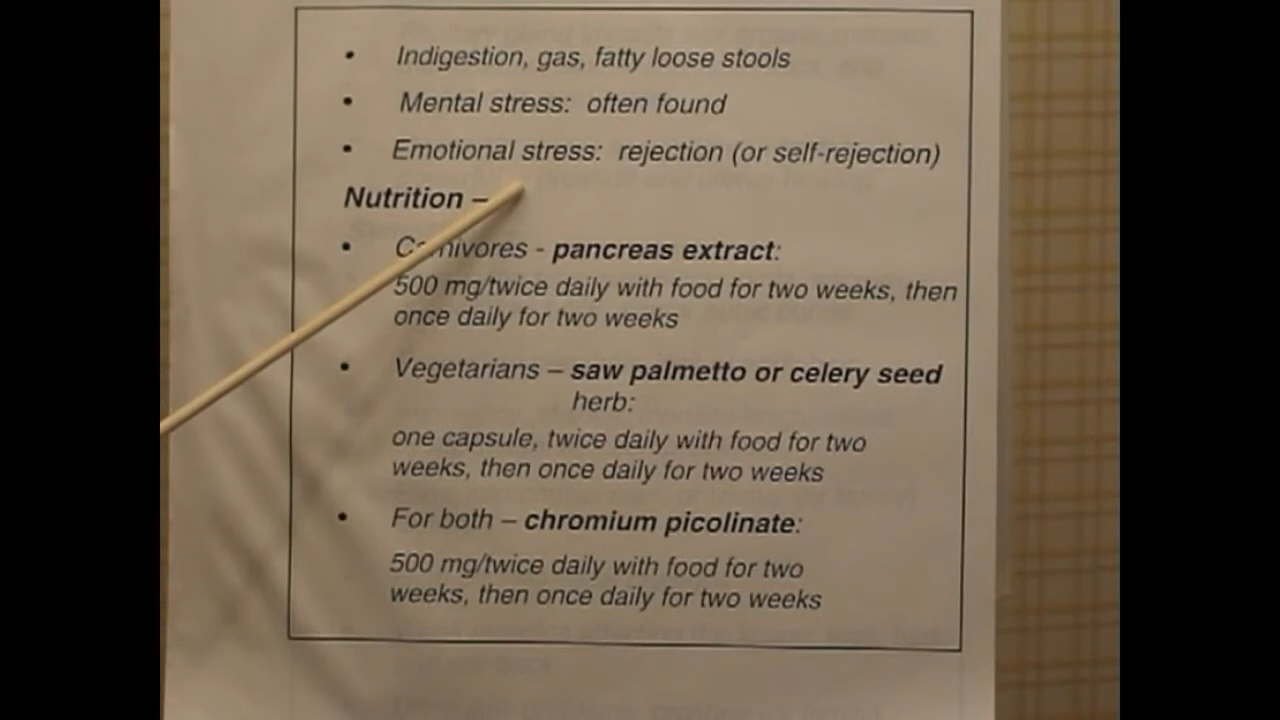 • Indigestion, gas, fatty loose stools
• Mental stress: often found
• Emotional stress: rejection (or self-rejection)
Nutrition –
• Carnivores - pancreas extract:
500 mg/twice daily with food for two weeks, then
once daily for two weeks
• Vegetarians – saw palmetto or celery seed
herb:
one capsule, twice daily with food for two
weeks, then once daily for two weeks
• For both – chromium picolinate:
500 mg/twice daily with food for two
weeks, then once daily for two weeks